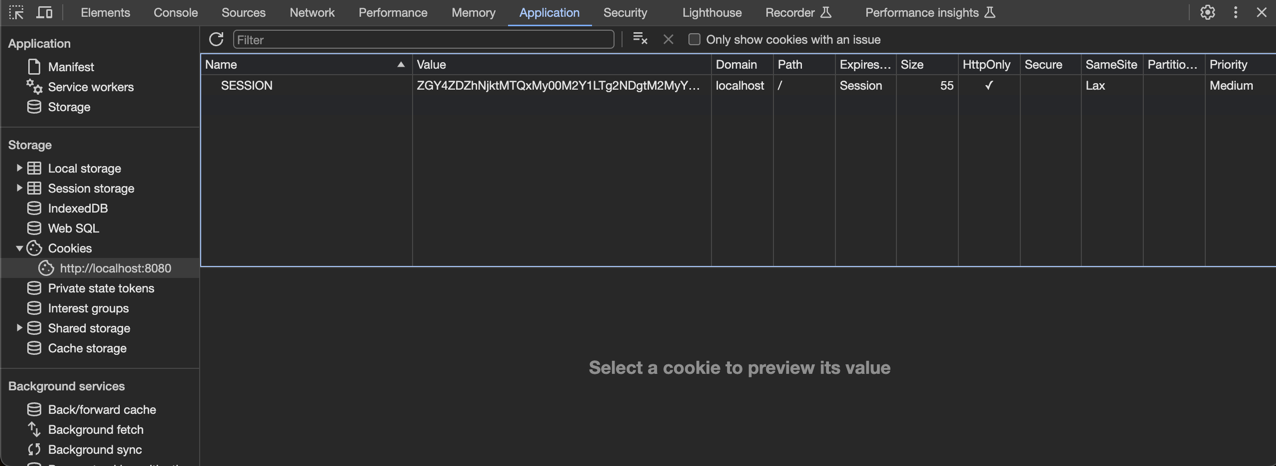 Elements Console Sources Network Performance Memory Application Security Lighthouse Recorder Performance insights
Application
Manifest
Service workers
Storage
Storage
Local storage
Session storage
IndexedDB
Web SQL
Cookies
http://localhost:8080
Private state tokens
Interest groups
Shared storage
Cache storage
Background services
Back/forward cache
Background fetch
Background sync
Filter Only show cookies with an issue
Name Value Domain Path Expires... Size HttpOnly Secure SameSite Partitio... Priority
SESSION ZGY4ZDZhNjktMTQxMy00M2Y1LTg2NDgtM2MyY... localhost / Session 55 ✓ Lax Medium
Select a cookie to preview its value